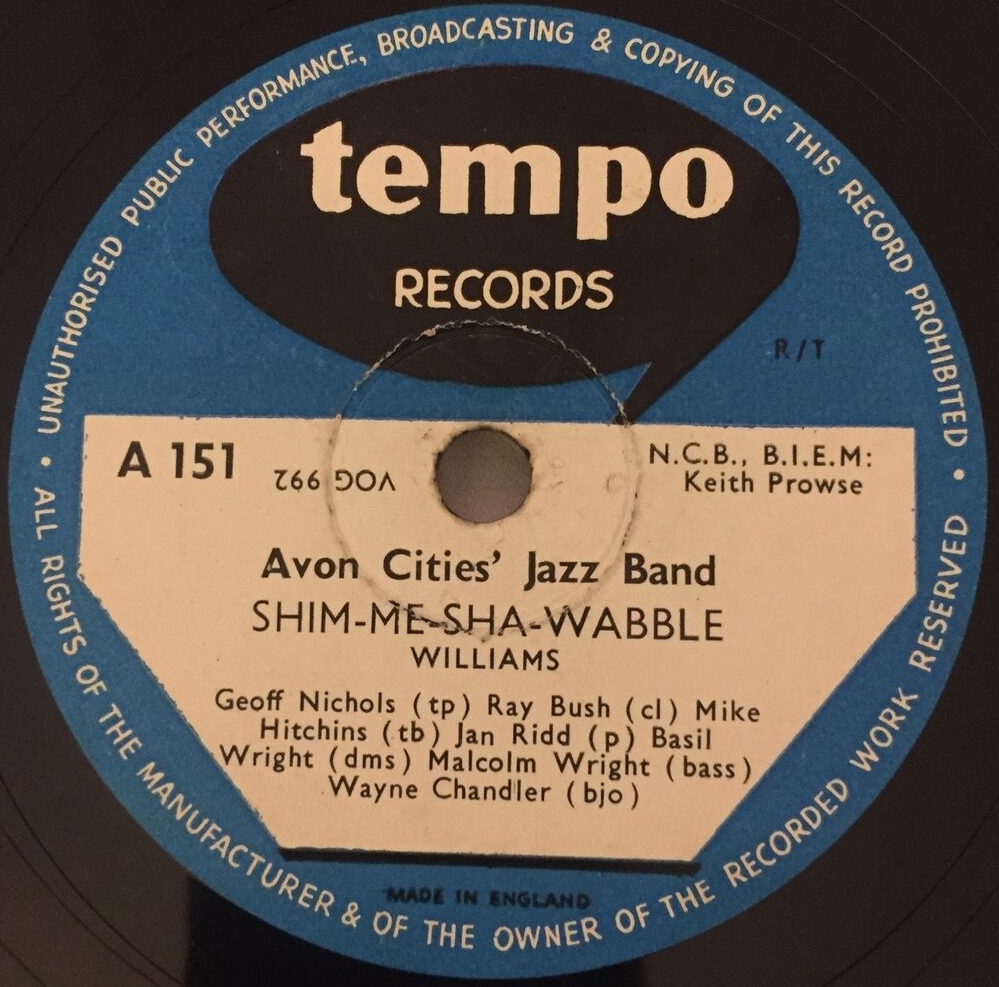 UNAUTHORISED PUBLIC PERFORMANCE, BROADCASTING & COPYING OF THIS RECORD PROHIBITED •
tempo
RECORDS
R/T
A 151
VOG 992
N.C.B., B.I.E.M:
Keith Prowse
Avon Cities' Jazz Band
SHIM-ME-SHA-WABBLE
WILLIAMS
Geoff Nichols (tp) Ray Bush (cl) Mike
Hitchins (tb) Jan Ridd (p) Basil
Wright (dms) Malcolm Wright (bass)
Wayne Chandler (bjo)
MADE IN ENGLAND
• ALL RIGHTS OF THE MANUFACTURER & OF THE OWNER OF THE RECORDED WORK RESERVED